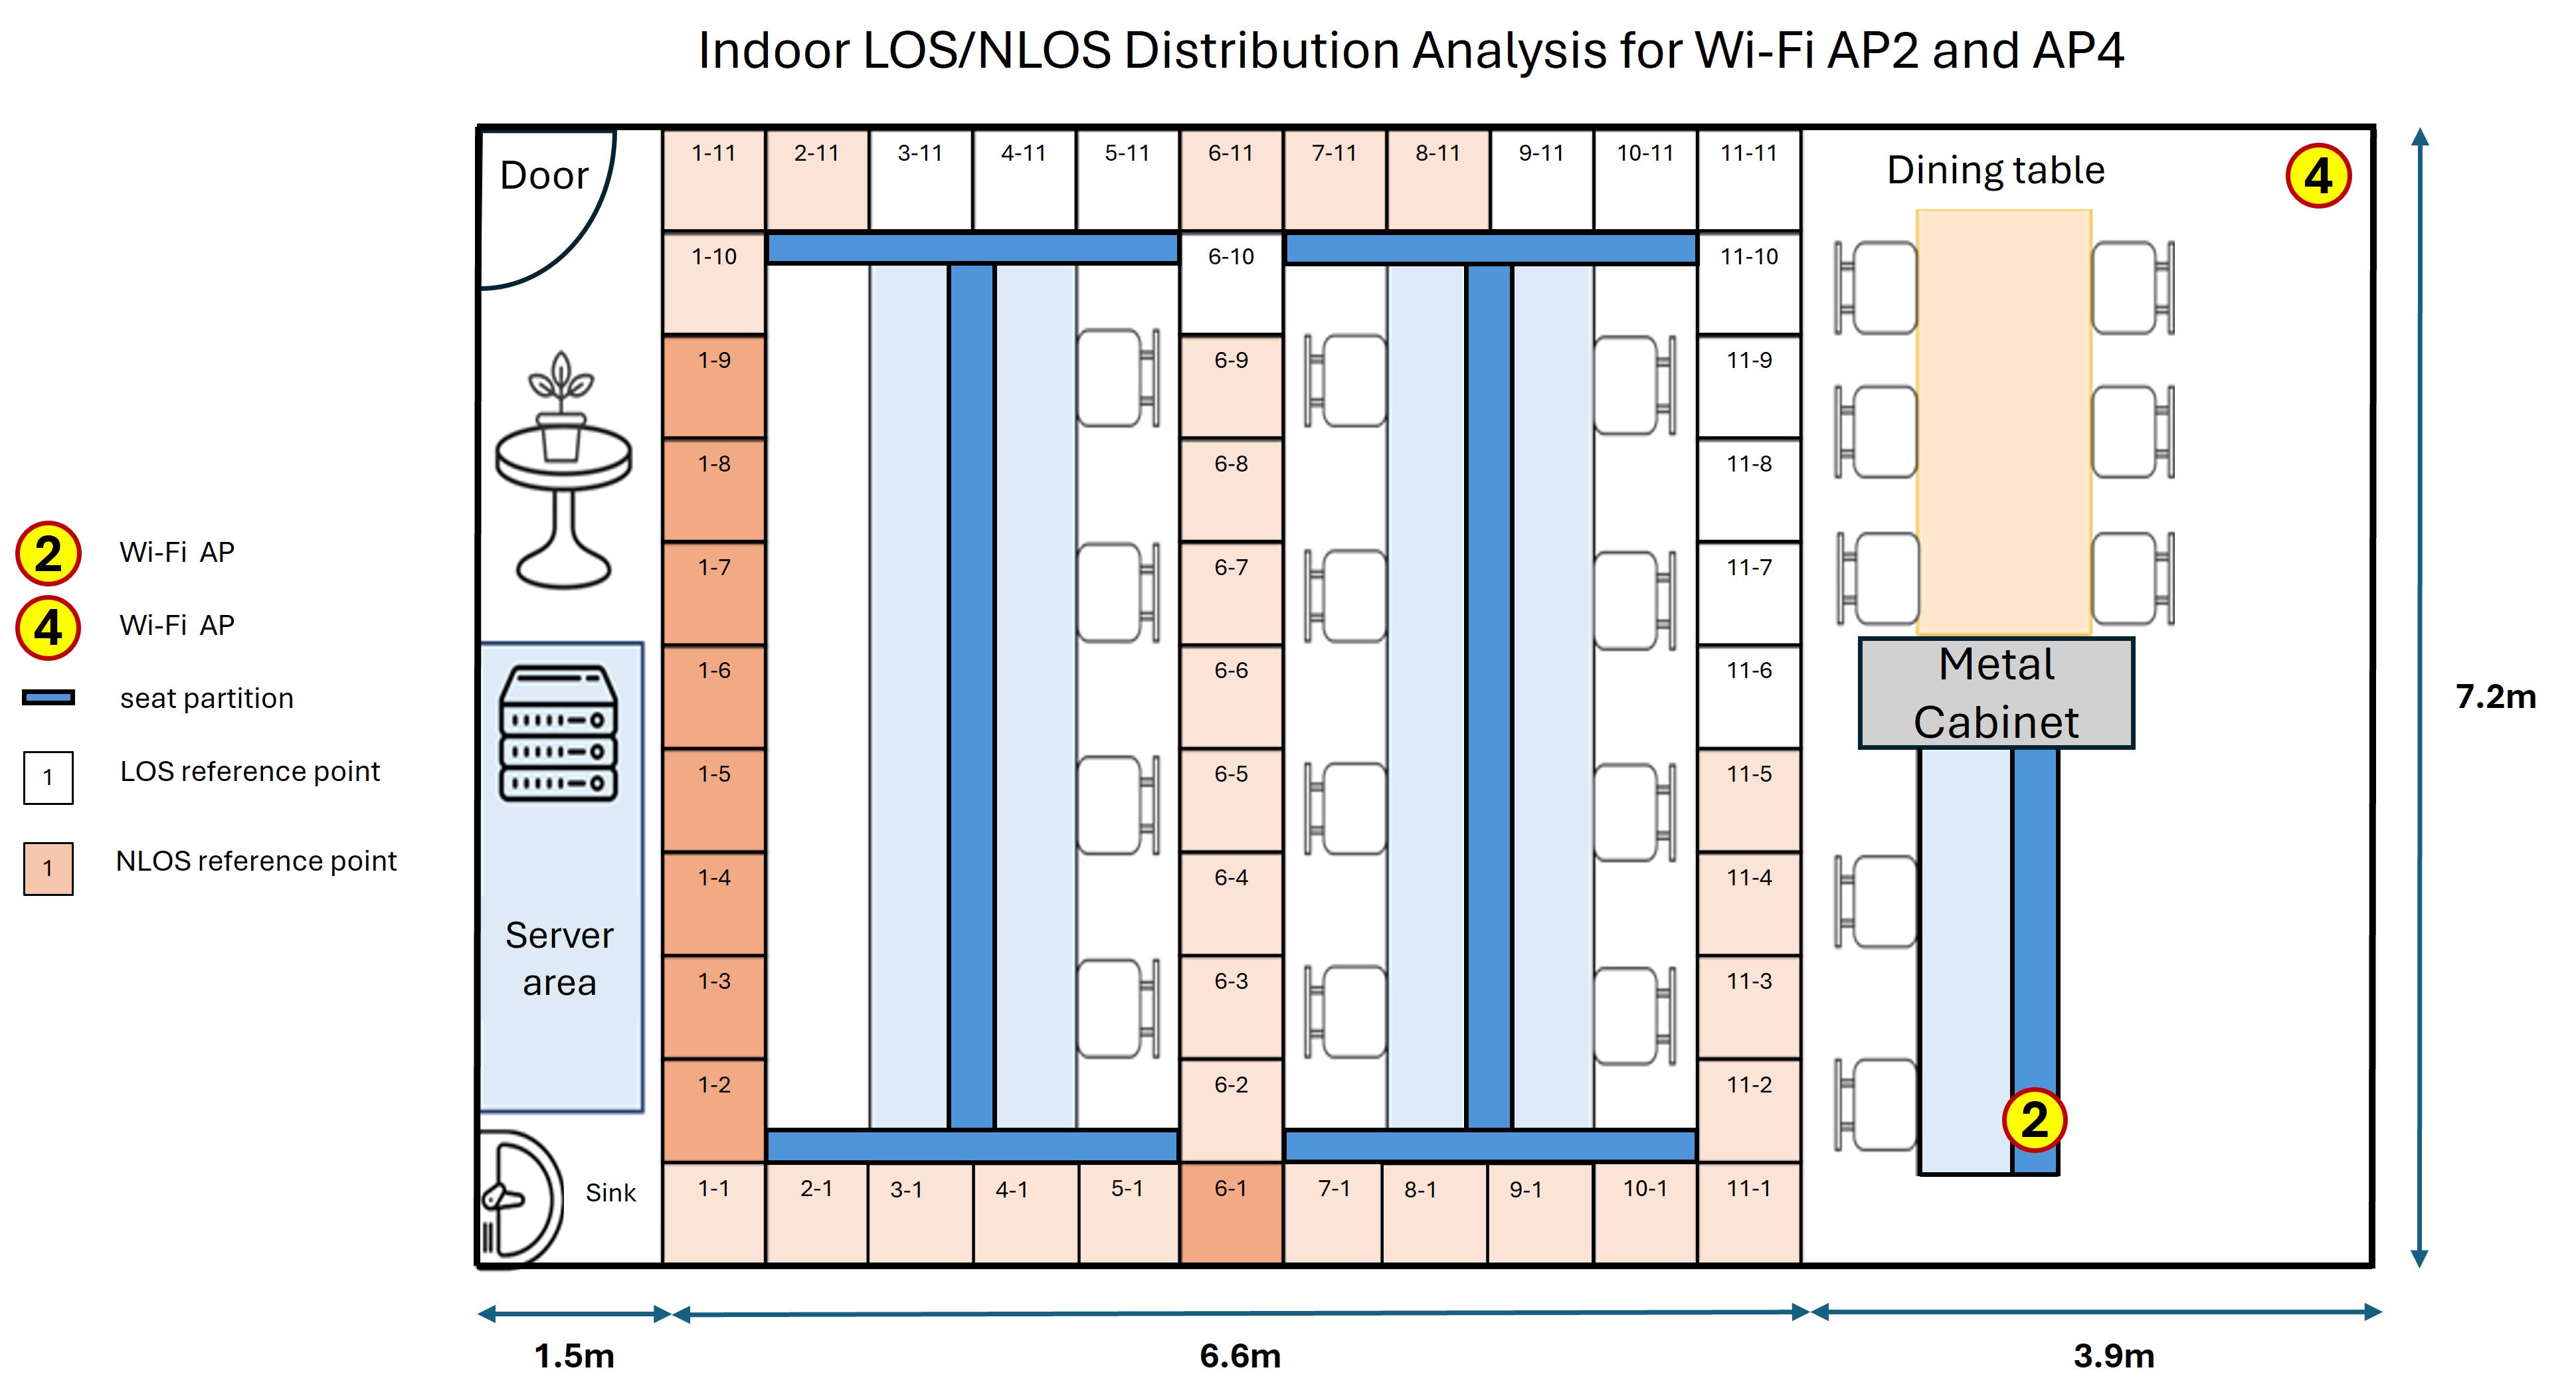 Indoor LOS/NLOS Distribution Analysis for Wi-Fi AP2 and AP4
Door
1-11 2-11 3-11 4-11 5-11 6-11 7-11 8-11 9-11 10-11 11-11
Dining table
4
1-10 6-10 11-10
1-9 6-9 11-9
1-8 6-8 11-8
1-7 6-7 11-7
1-6 6-6 11-6
Metal
Cabinet
1-5 6-5 11-5
1-4 6-4 11-4
Server
area
1-3 6-3 11-3
1-2 6-2 11-2
2
Sink
1-1 2-1 3-1 4-1 5-1 6-1 7-1 8-1 9-1 10-1 11-1
2 Wi-Fi AP
4 Wi-Fi AP
seat partition
1 LOS reference point
1 NLOS reference point
7.2m
1.5m
6.6m
3.9m